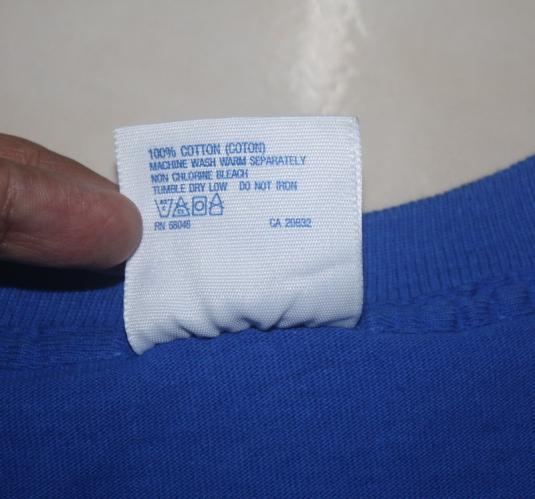 100% COTTON (COTON)
MACHINE WASH WARM SEPARATELY
NON CHLORINE BLEACH
TUMBLE DRY LOW DO NOT IRON
RN 68046 CA 20832